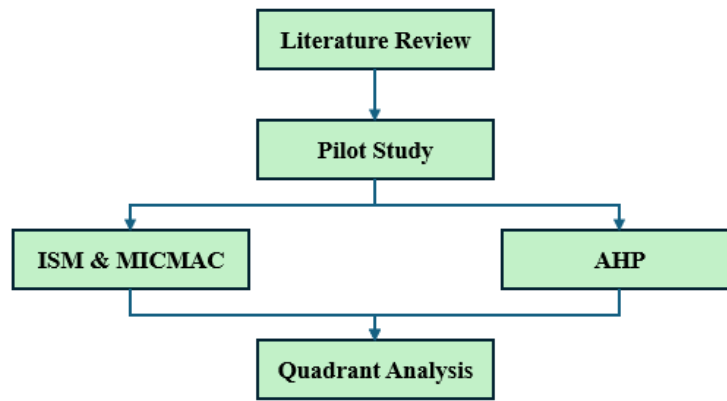 Literature Review
Pilot Study
ISM & MICMAC
AHP
Quadrant Analysis